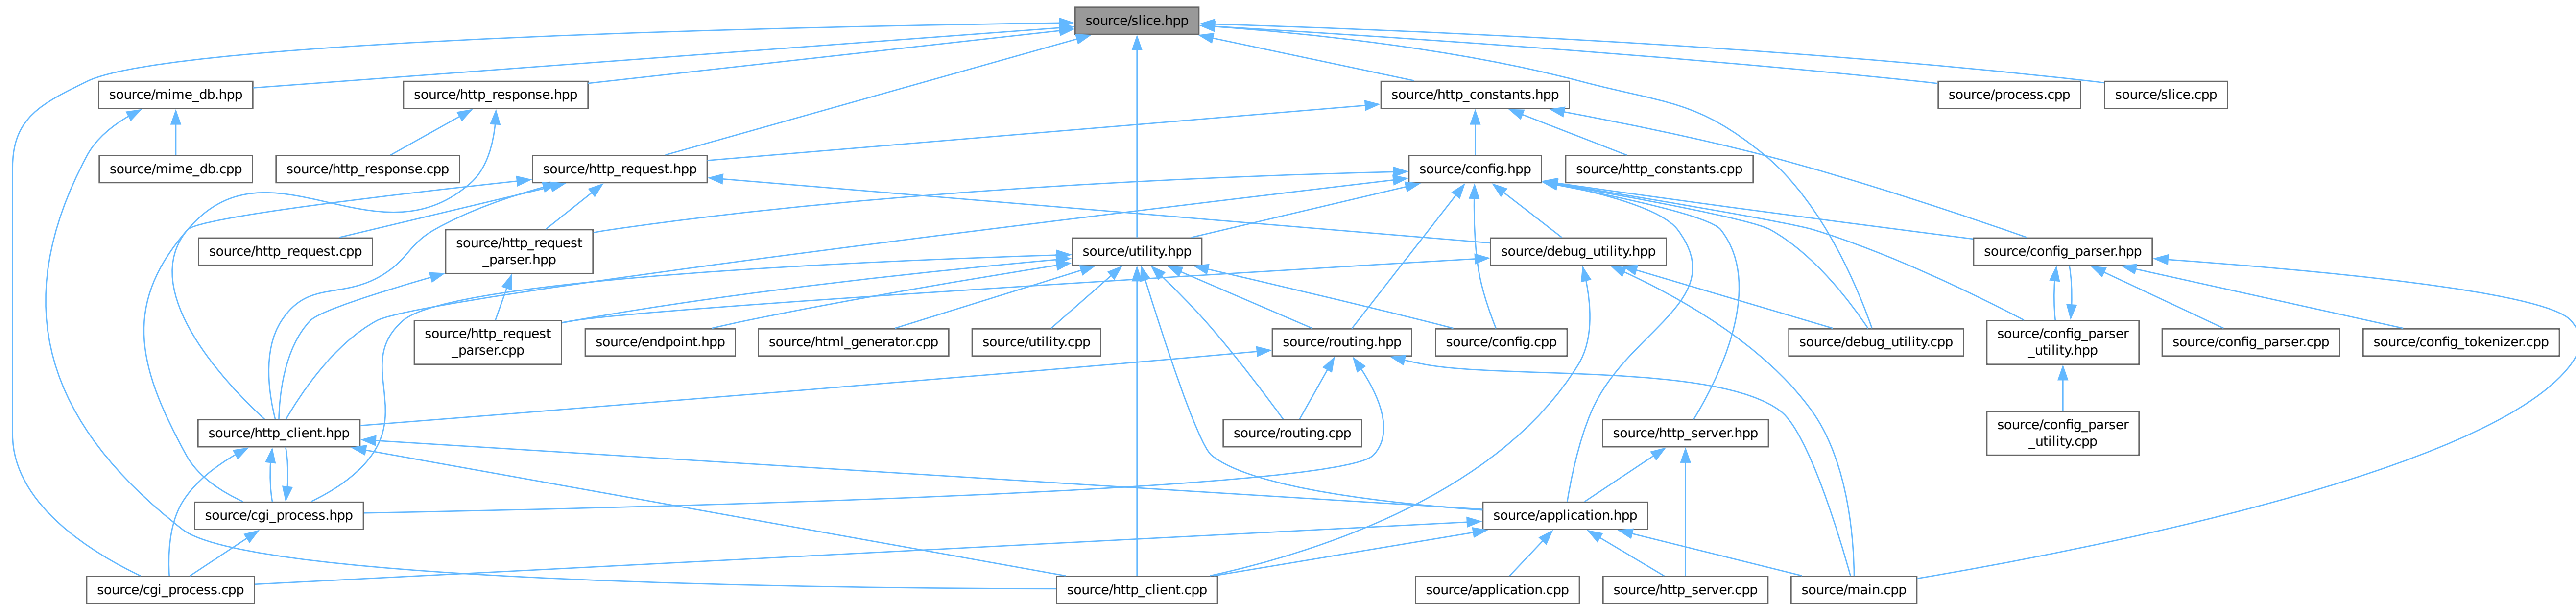 source/slice.hpp
source/mime_db.hpp
source/http_response.hpp
source/http_constants.hpp
source/process.cpp
source/slice.cpp
source/mime_db.cpp
source/http_response.cpp
source/http_request.hpp
source/config.hpp
source/http_constants.cpp
source/http_request.cpp
source/http_request
_parser.hpp
source/utility.hpp
source/debug_utility.hpp
source/config_parser.hpp
source/http_request
_parser.cpp
source/endpoint.hpp
source/html_generator.cpp
source/utility.cpp
source/routing.hpp
source/config.cpp
source/debug_utility.cpp
source/config_parser
_utility.hpp
source/config_parser.cpp
source/config_tokenizer.cpp
source/http_client.hpp
source/routing.cpp
source/http_server.hpp
source/config_parser
_utility.cpp
source/cgi_process.hpp
source/application.hpp
source/cgi_process.cpp
source/http_client.cpp
source/application.cpp
source/http_server.cpp
source/main.cpp